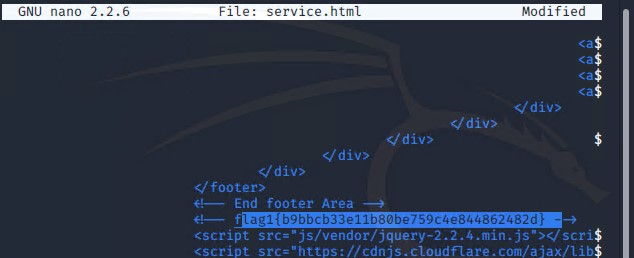 GNU nano 2.2.6 File: service.html Modified
<a$
<a$
<a$
<a$
</div>
</div>
</div> $
</div>
</div>
</footer>
<!-- End footer Area -->
<!-- flag1{b9bbcb33e11b80be759c4e844862482d} -->
<script src="js/vendor/jquery-2.2.4.min.js"></scri$
<script src="https://cdnjs.cloudflare.com/ajax/lib$